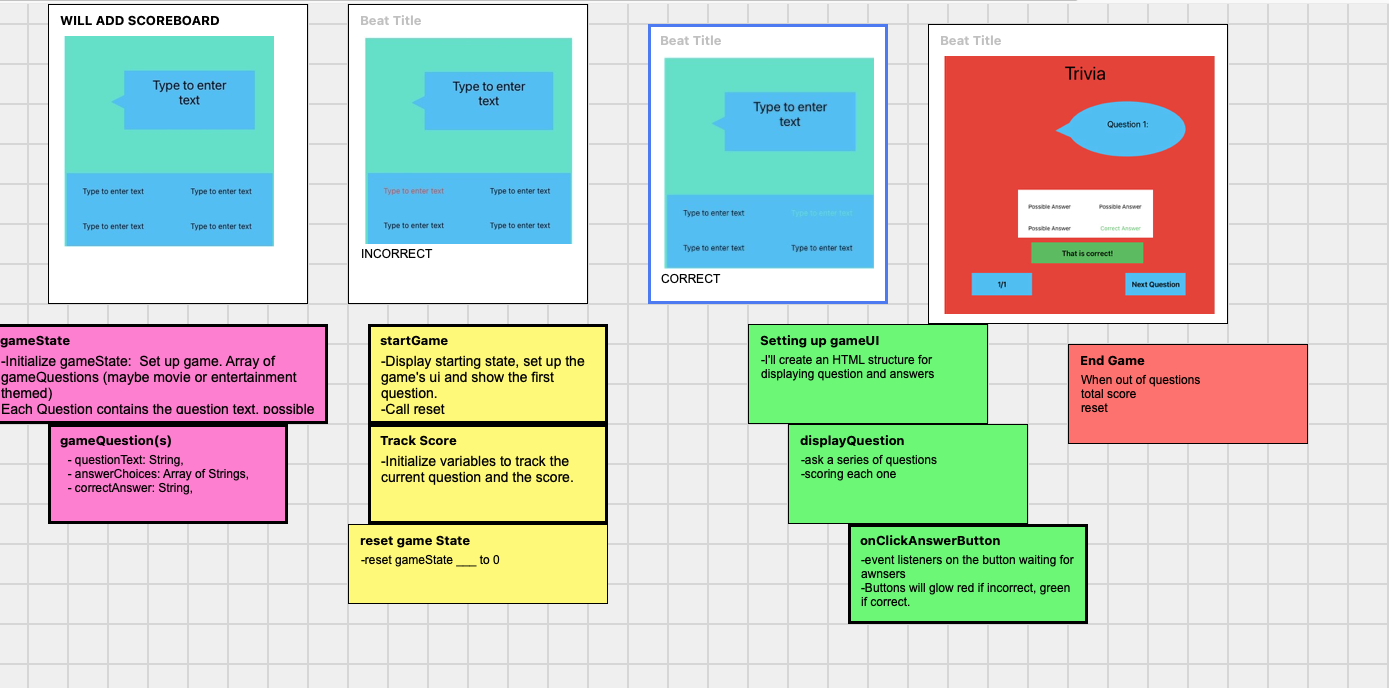 WILL ADD SCOREBOARD
Type to enter
text
Type to enter text
Type to enter text
Type to enter text
Type to enter text
Beat Title
Type to enter
text
Type to enter text
Type to enter text
Type to enter text
Type to enter text
INCORRECT
Beat Title
Type to enter
text
Type to enter text
Type to enter text
Type to enter text
Type to enter text
CORRECT
Beat Title
Trivia
Question 1:
Possible Answer
Possible Answer
Possible Answer
Correct Answer
That is correct!
1/1
Next Question
gameState
-Initialize gameState:  Set up game. Array of
gameQuestions (maybe movie or entertainment
themed)
Each Question contains the question text, possible
gameQuestion(s)
- questionText: String,
- answerChoices: Array of Strings,
- correctAnswer: String,
startGame
-Display starting state, set up the
game's ui and show the first
question.
-Call reset
Track Score
-Initialize variables to track the
current question and the score.
reset game State
-reset gameState ___ to 0
Setting up gameUI
-I'll create an HTML structure for
displaying question and answers
displayQuestion
-ask a series of questions
-scoring each one
onClickAnswerButton
-event listeners on the button waiting for
awnsers
-Buttons will glow red if incorrect, green
if correct.
End Game
When out of questions
total score
reset